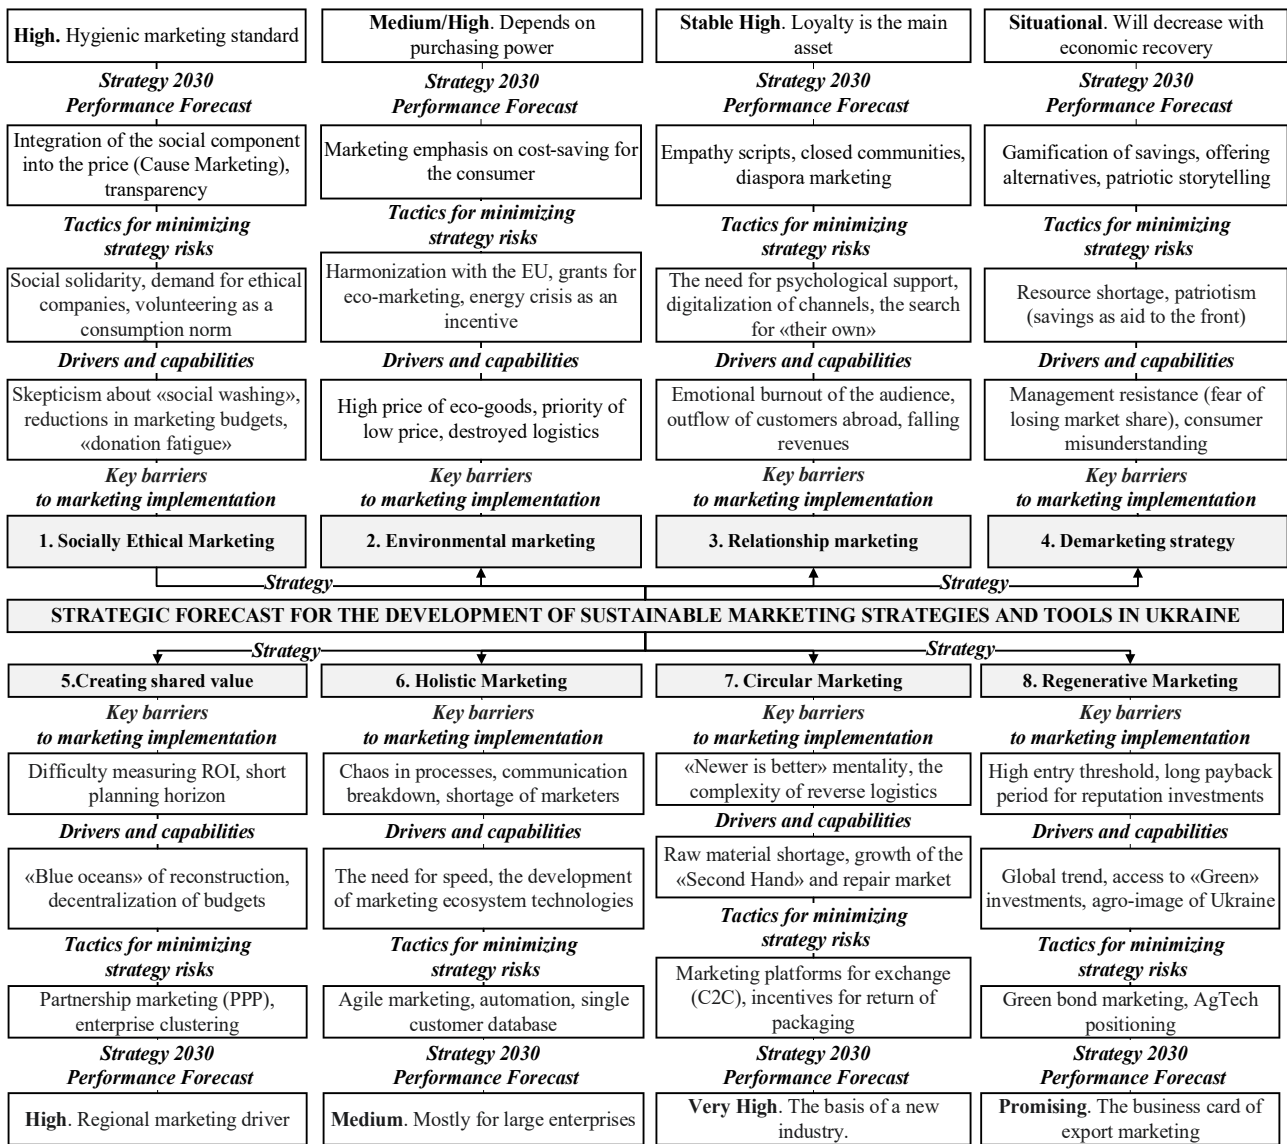 High. Hygienic marketing standard
Medium/High. Depends on
purchasing power
Stable High. Loyalty is the main
asset
Situational. Will decrease with
economic recovery
Strategy 2030
Performance Forecast
Strategy 2030
Performance Forecast
Strategy 2030
Performance Forecast
Strategy 2030
Performance Forecast
Integration of the social component
into the price (Cause Marketing),
transparency
Marketing emphasis on cost-saving for
the consumer
Empathy scripts, closed communities,
diaspora marketing
Gamification of savings, offering
alternatives, patriotic storytelling
Tactics for minimizing
strategy risks
Tactics for minimizing
strategy risks
Tactics for minimizing
strategy risks
Tactics for minimizing
strategy risks
Social solidarity, demand for ethical
companies, volunteering as a
consumption norm
Harmonization with the EU, grants for
eco-marketing, energy crisis as an
incentive
The need for psychological support,
digitalization of channels, the search
for «their own»
Resource shortage, patriotism
(savings as aid to the front)
Drivers and capabilities
Drivers and capabilities
Drivers and capabilities
Drivers and capabilities
Skepticism about «social washing»,
reductions in marketing budgets,
«donation fatigue»
High price of eco-goods, priority of
low price, destroyed logistics
Emotional burnout of the audience,
outflow of customers abroad, falling
revenues
Management resistance (fear of
losing market share), consumer
misunderstanding
Key barriers
to marketing implementation
Key barriers
to marketing implementation
Key barriers
to marketing implementation
Key barriers
to marketing implementation
1. Socially Ethical Marketing
2. Environmental marketing
3. Relationship marketing
4. Demarketing strategy
Strategy
Strategy
STRATEGIC FORECAST FOR THE DEVELOPMENT OF SUSTAINABLE MARKETING STRATEGIES AND TOOLS IN UKRAINE
Strategy
Strategy
5.Creating shared value
6. Holistic Marketing
7. Circular Marketing
8. Regenerative Marketing
Key barriers
to marketing implementation
Key barriers
to marketing implementation
Key barriers
to marketing implementation
Key barriers
to marketing implementation
Difficulty measuring ROI, short
planning horizon
Chaos in processes, communication
breakdown, shortage of marketers
«Newer is better» mentality, the
complexity of reverse logistics
High entry threshold, long payback
period for reputation investments
Drivers and capabilities
Drivers and capabilities
Drivers and capabilities
Drivers and capabilities
«Blue oceans» of reconstruction,
decentralization of budgets
The need for speed, the development
of marketing ecosystem technologies
Raw material shortage, growth of the
«Second Hand» and repair market
Global trend, access to «Green»
investments, agro-image of Ukraine
Tactics for minimizing
strategy risks
Tactics for minimizing
strategy risks
Tactics for minimizing
strategy risks
Tactics for minimizing
strategy risks
Partnership marketing (PPP),
enterprise clustering
Agile marketing, automation, single
customer database
Marketing platforms for exchange
(C2C), incentives for return of
packaging
Green bond marketing, AgTech
positioning
Strategy 2030
Performance Forecast
Strategy 2030
Performance Forecast
Strategy 2030
Performance Forecast
Strategy 2030
Performance Forecast
High. Regional marketing driver
Medium. Mostly for large enterprises
Very High. The basis of a new
industry.
Promising. The business card of
export marketing